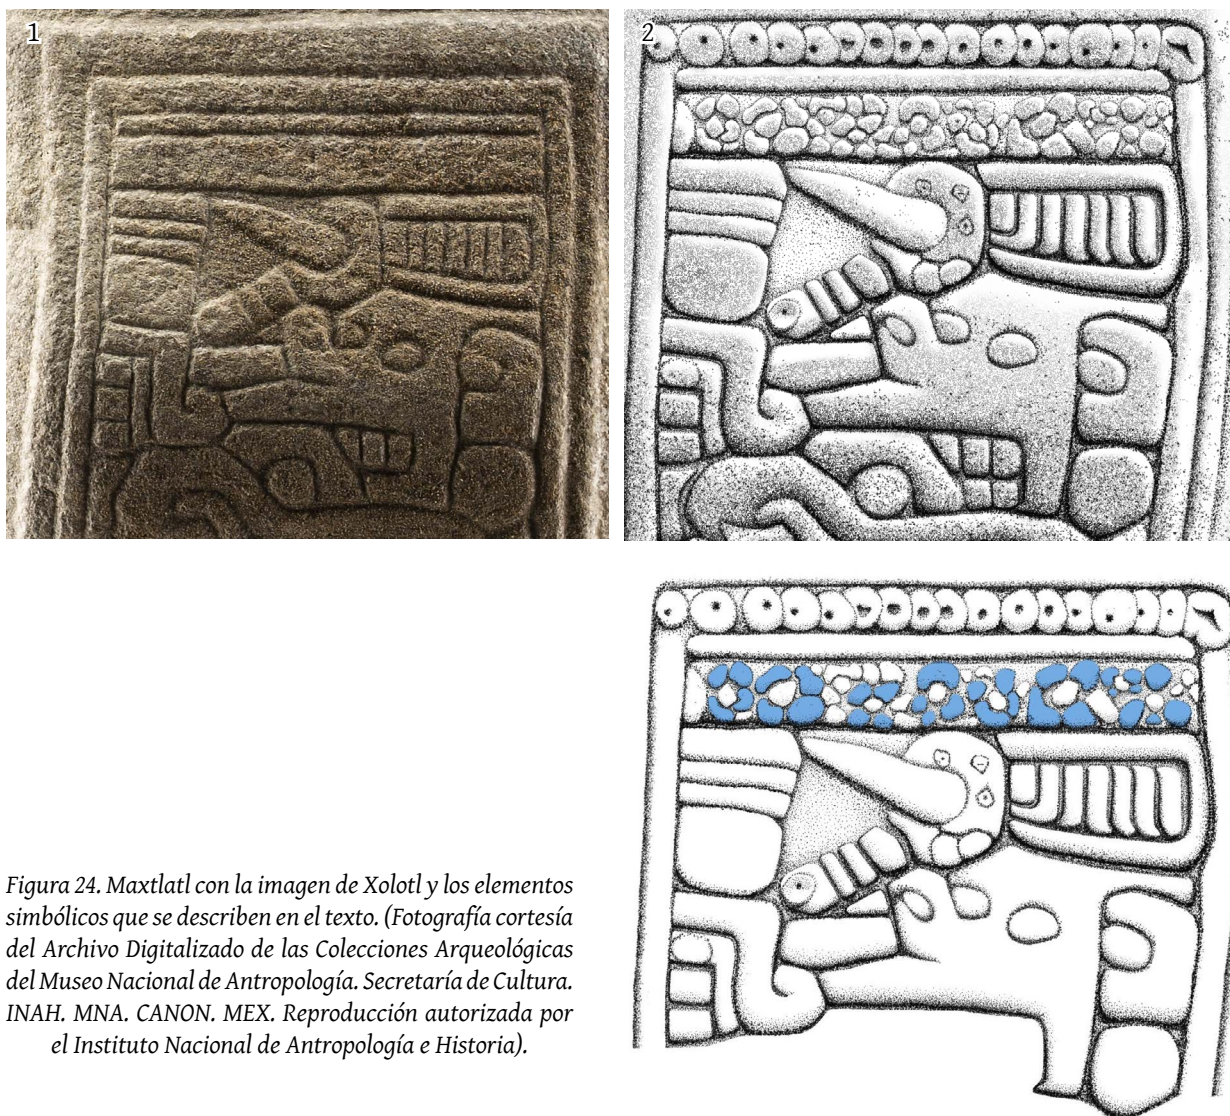 1
2
Figura 24. Maxtlatl con la imagen de Xolotl y los elementos
simbólicos que se describen en el texto. (Fotografía cortesía
del Archivo Digitalizado de las Colecciones Arqueológicas
del Museo Nacional de Antropología. Secretaría de Cultura.
INAH. MNA. CANON. MEX. Reproducción autorizada por
el Instituto Nacional de Antropología e Historia).